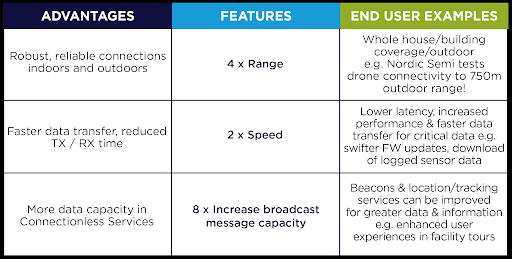 ADVANTAGES
FEATURES
END USER EXAMPLES
Robust, reliable connections
indoors and outdoors
4 x Range
Whole house/building
coverage/outdoor
e.g. Nordic Semi tests
drone connectivity to 750m
outdoor range!
Faster data transfer, reduced
TX / RX time
2 x Speed
Lower latency, increased
performance & faster data
transfer for critical data e.g.
swifter FW updates, download
of logged sensor data
More data capacity in
Connectionless Services
8 x Increase broadcast
message capacity
Beacons & location/tracking
services can be improved
for greater data & information
e.g. enhanced user
experiences in facility tours